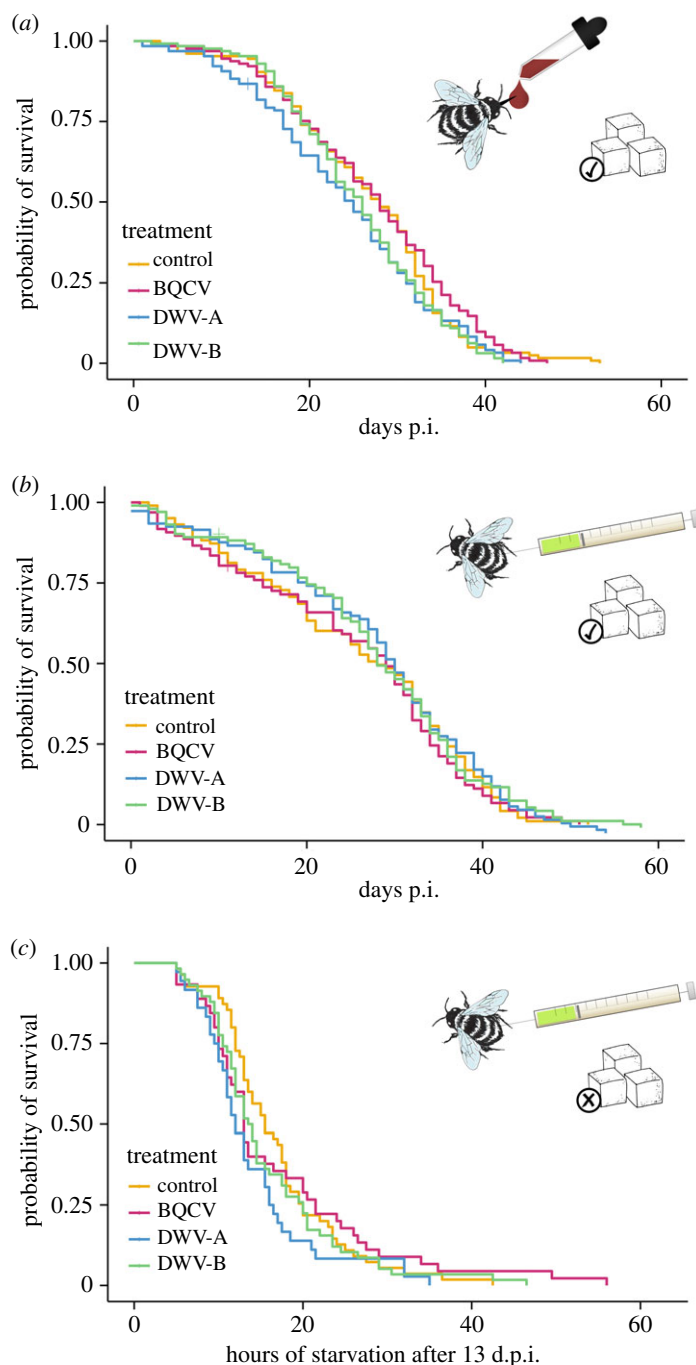 (a)
1.00
0.75
0.50
0.25
0
probability of survival
treatment
control
BQCV
DWV-A
DWV-B
0 20 40 60
days p.i.
(b)
1.00
0.75
0.50
0.25
0
probability of survival
treatment
control
BQCV
DWV-A
DWV-B
0 20 40 60
days p.i.
(c)
1.00
0.75
0.50
0.25
0
probability of survival
treatment
control
BQCV
DWV-A
DWV-B
0 20 40 60
hours of starvation after 13 d.p.i.